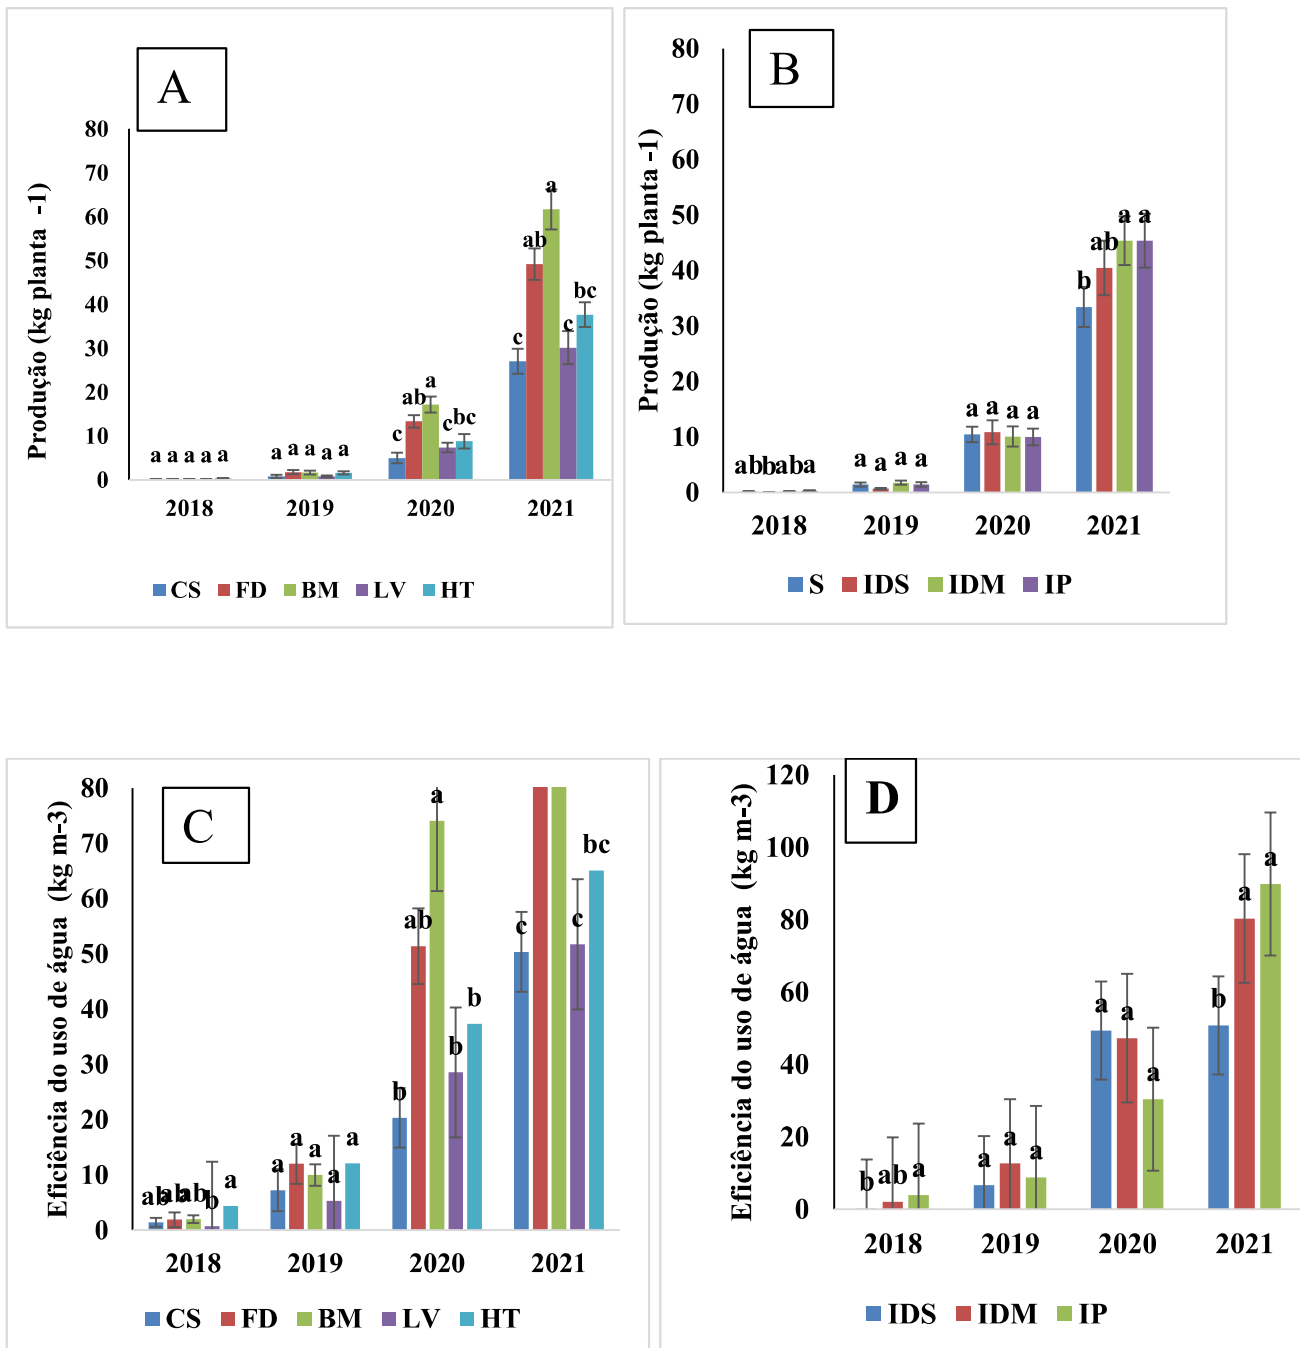 A
Produção (kg planta -1)
80
70
60
50
40
30
20
10
0
a a a a a
a a a a a
c ab a c bc
c ab a c bc
2018 2019 2020 2021
CS FD BM LV HT
B
Produção (kg planta -1)
80
70
60
50
40
30
20
10
0
ab b ab a
a a a a
a a a a
b ab a a
2018 2019 2020 2021
S IDS IDM IP
C
Eficiência do uso de água (kg m-3)
80
70
60
50
40
30
20
10
0
ab ab ab b a
a a a a a
b ab a b b
c c bc
2018 2019 2020 2021
CS FD BM LV HT
D
Eficiência do uso de água (kg m-3)
120
100
80
60
40
20
0
b ab a
a a a
a a a
b a a
2018 2019 2020 2021
IDS IDM IP